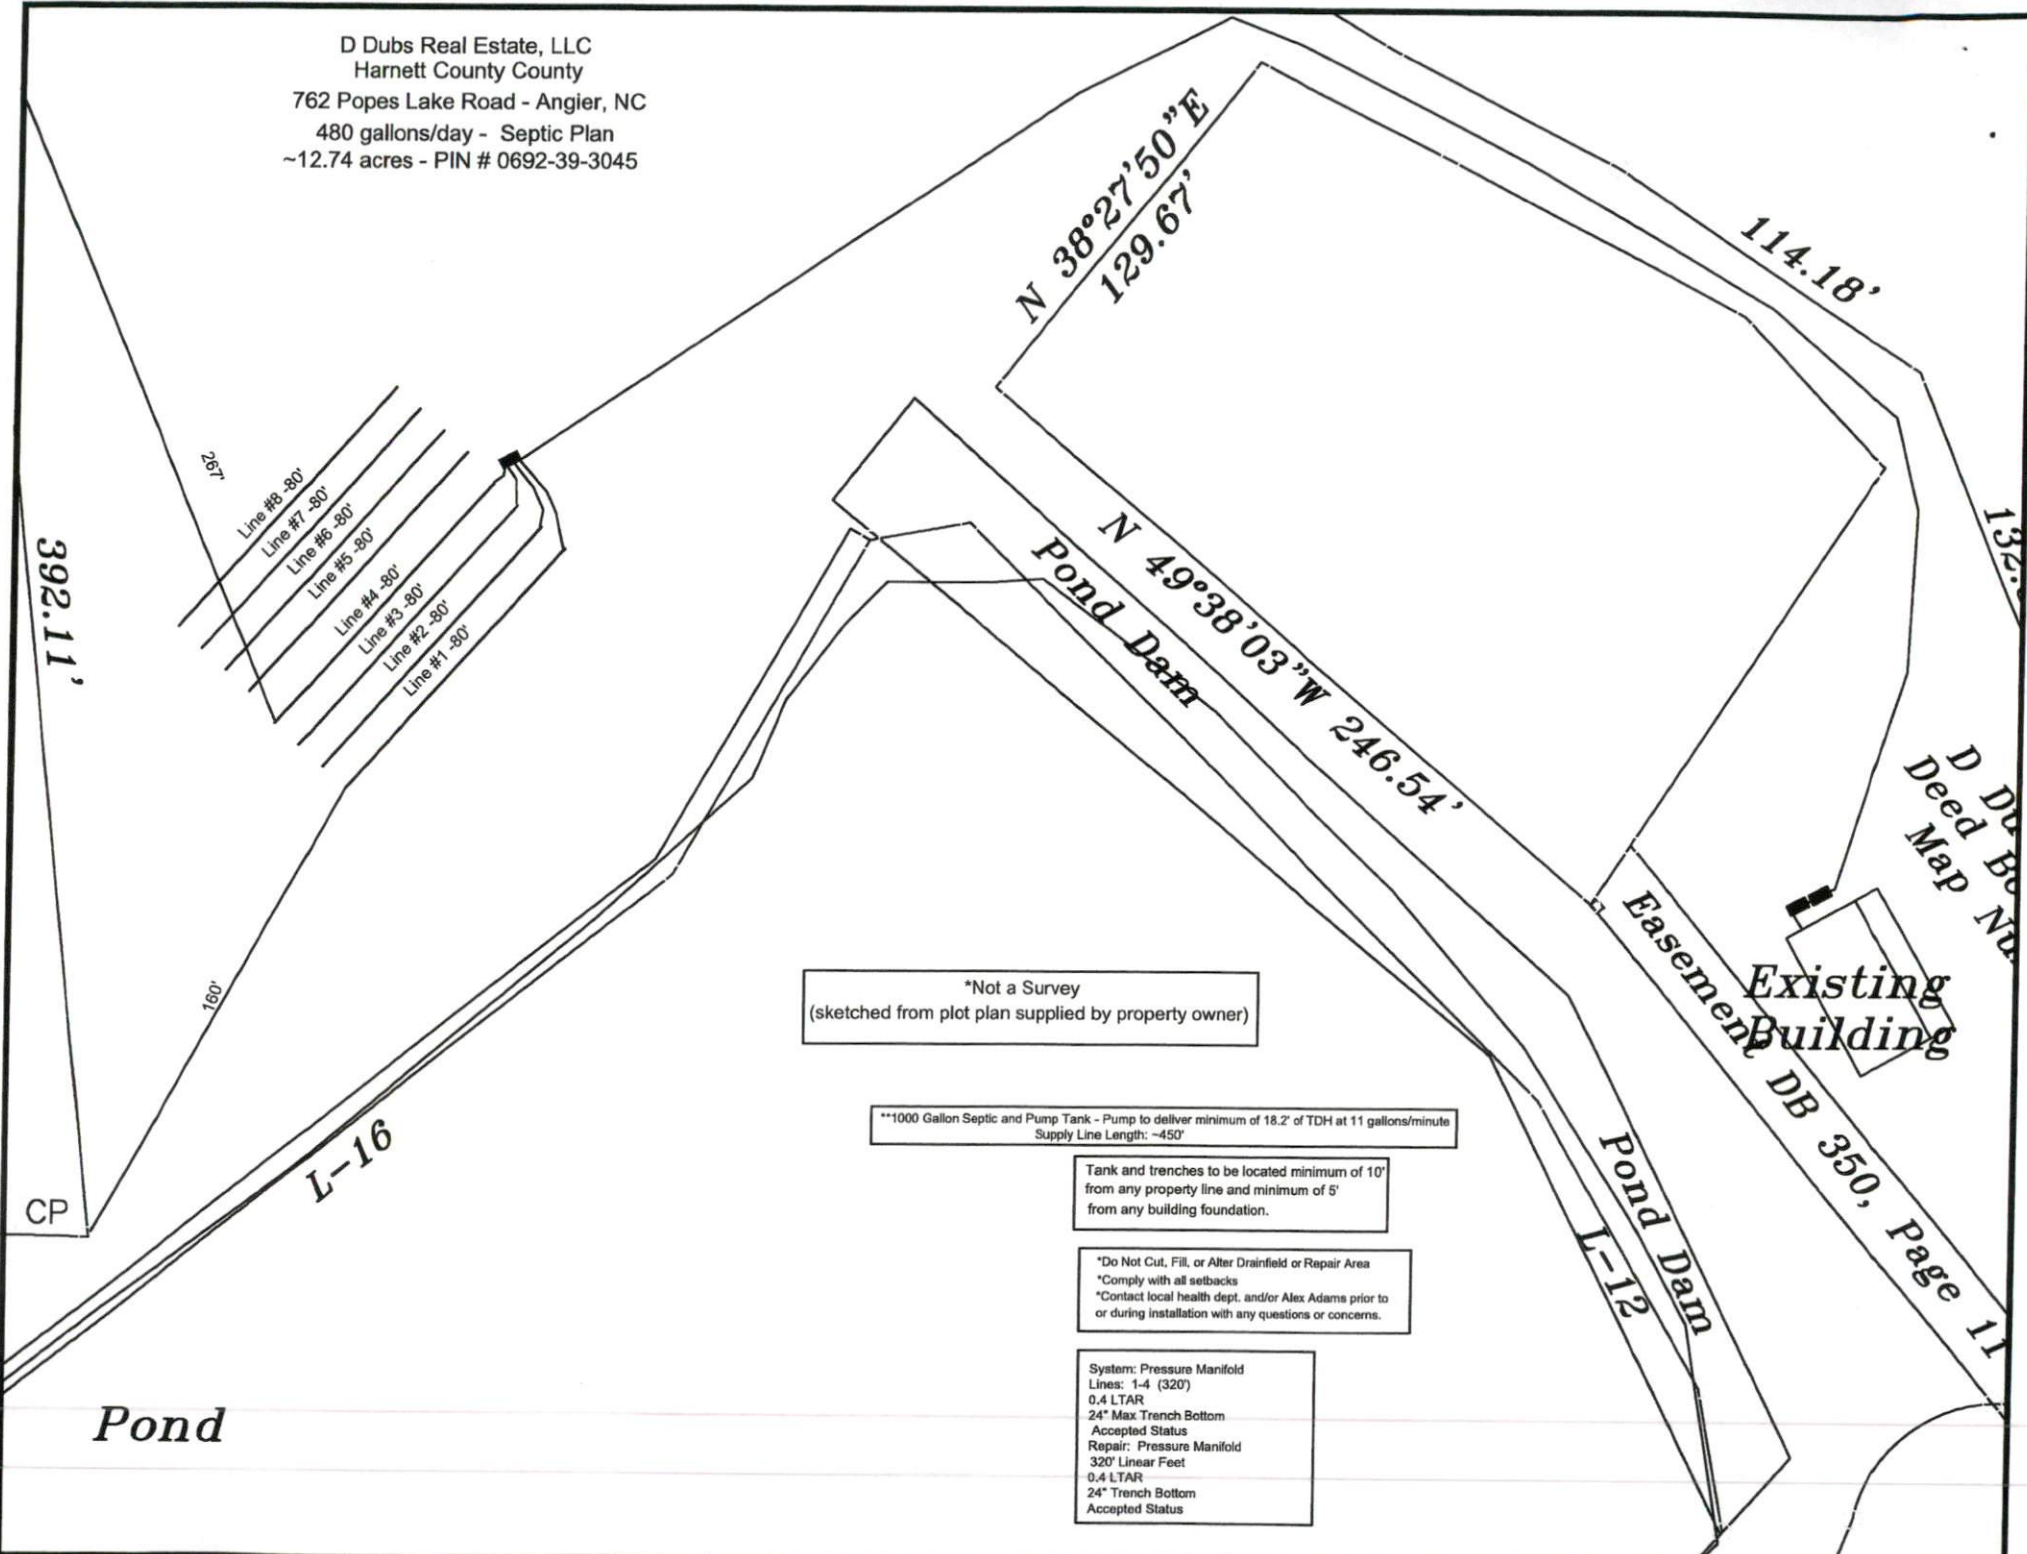 D Dubs Real Estate, LLC
Harnett County County
762 Popes Lake Road - Angier, NC
480 gallons/day - Septic Plan
~12.74 acres - PIN # 0692-39-3045
N 38°27'50"E
129.67'
114.18'
132.
267'
392.11'
Line #8 -80'
Line #7 -80'
Line #6 -80'
Line #5 -80'
Line #4 -80'
Line #3 -80'
Line #2 -80'
Line #1 -80'
160'
N 49°38'03"W 246.54'
Pond Dam
D Du
Deed Bo
Map Nu
Existing
Building
Easement DB 350, Page 11
*Not a Survey
(sketched from plot plan supplied by property owner)
**1000 Gallon Septic and Pump Tank - Pump to deliver minimum of 18.2' of TDH at 11 gallons/minute
Supply Line Length: ~450'
Tank and trenches to be located minimum of 10'
from any property line and minimum of 5'
from any building foundation.
*Do Not Cut, Fill, or Alter Drainfield or Repair Area
*Comply with all setbacks
*Contact local health dept. and/or Alex Adams prior to
or during installation with any questions or concerns.
System: Pressure Manifold
Lines: 1-4 (320')
0.4 LTAR
24" Max Trench Bottom
Accepted Status
Repair: Pressure Manifold
320' Linear Feet
0.4 LTAR
24" Trench Bottom
Accepted Status
L-16
CP
Pond
L-12
Pond Dam